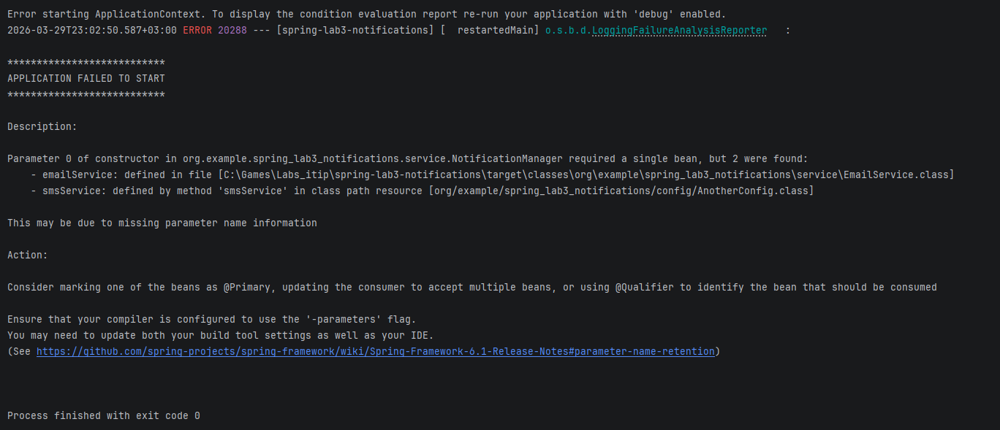 Error starting ApplicationContext. To display the condition evaluation report re-run your application with 'debug' enabled.
2026-03-29T23:02:50.587+03:00 ERROR 20288 --- [spring-lab3-notifications] [  restartedMain] o.s.b.d.LoggingFailureAnalysisReporter   :
***************************
APPLICATION FAILED TO START
***************************
Description:
Parameter 0 of constructor in org.example.spring_lab3_notifications.service.NotificationManager required a single bean, but 2 were found:
    - emailService: defined in file [C:\Games\Labs_itip\spring-lab3-notifications\target\classes\org\example\spring_lab3_notifications\service\EmailService.class]
    - smsService: defined by method 'smsService' in class path resource [org/example/spring_lab3_notifications/config/AnotherConfig.class]
This may be due to missing parameter name information
Action:
Consider marking one of the beans as @Primary, updating the consumer to accept multiple beans, or using @Qualifier to identify the bean that should be consumed
Ensure that your compiler is configured to use the '-parameters' flag.
You may need to update both your build tool settings as well as your IDE.
(See https://github.com/spring-projects/spring-framework/wiki/Spring-Framework-6.1-Release-Notes#parameter-name-retention)
Process finished with exit code 0